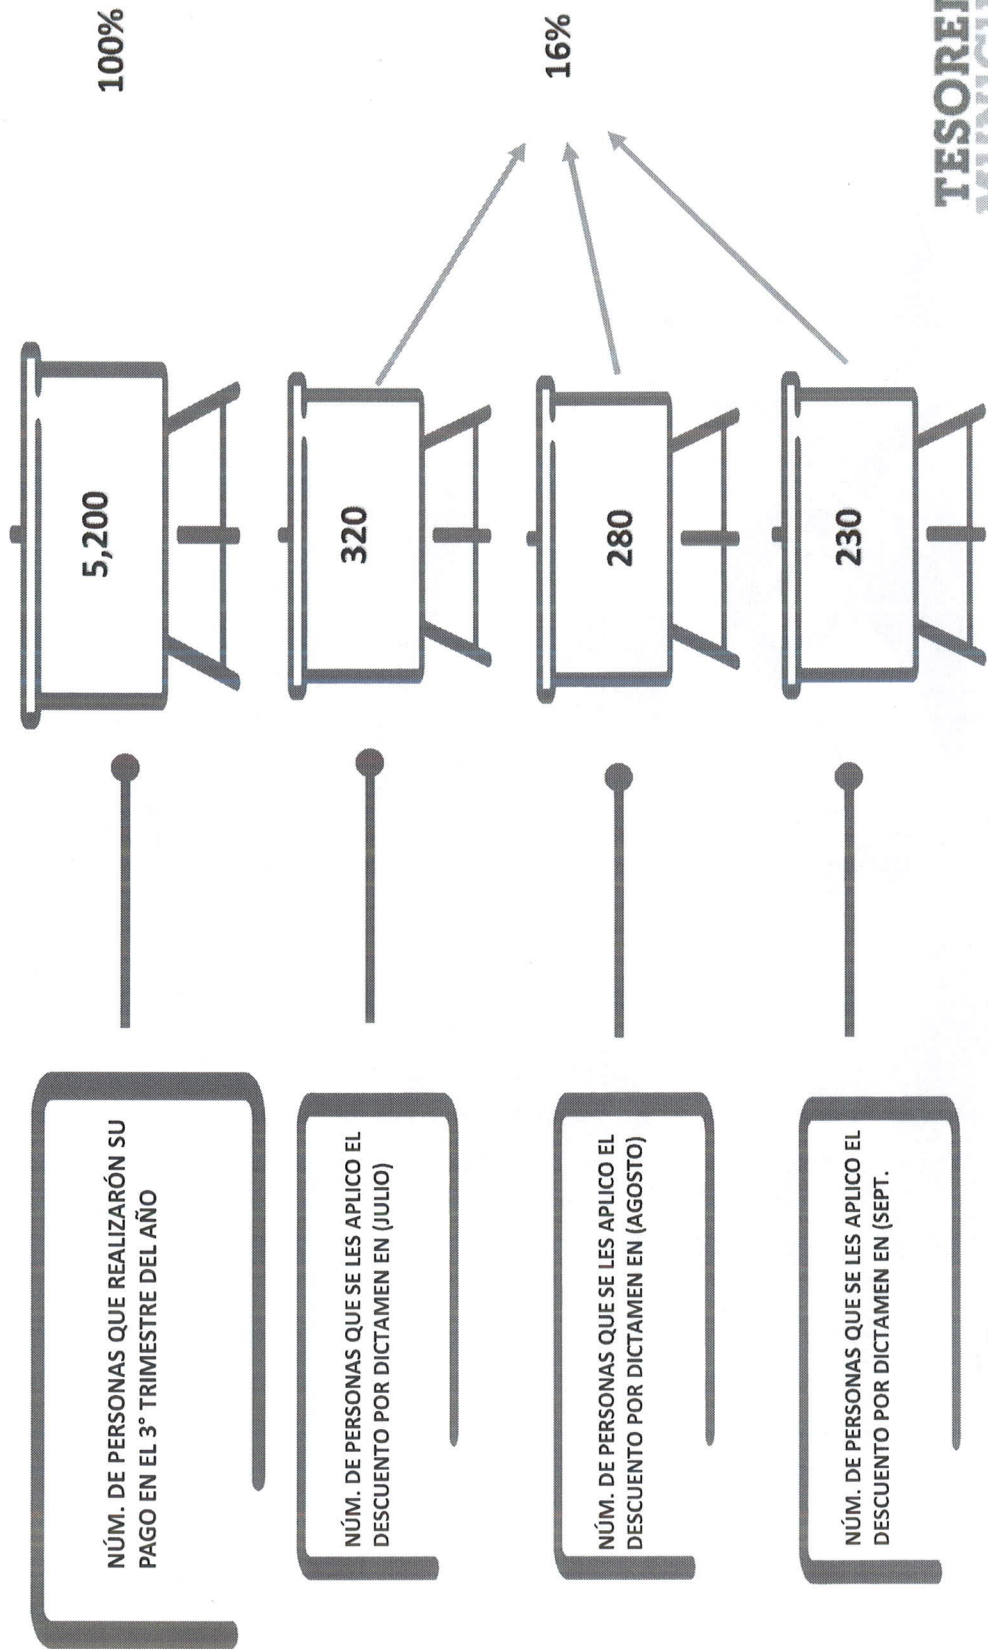 NÚM. DE PERSONAS QUE REALIZARÓN SU
PAGO EN EL 3° TRIMESTRE DEL AÑO
5,200
100%
NÚM. DE PERSONAS QUE SE LES APLICO EL
DESCUENTO POR DICTAMEN EN (JULIO)
320
NÚM. DE PERSONAS QUE SE LES APLICO EL
DESCUENTO POR DICTAMEN EN (AGOSTO)
280
16%
NÚM. DE PERSONAS QUE SE LES APLICO EL
DESCUENTO POR DICTAMEN EN (SEPT.
230